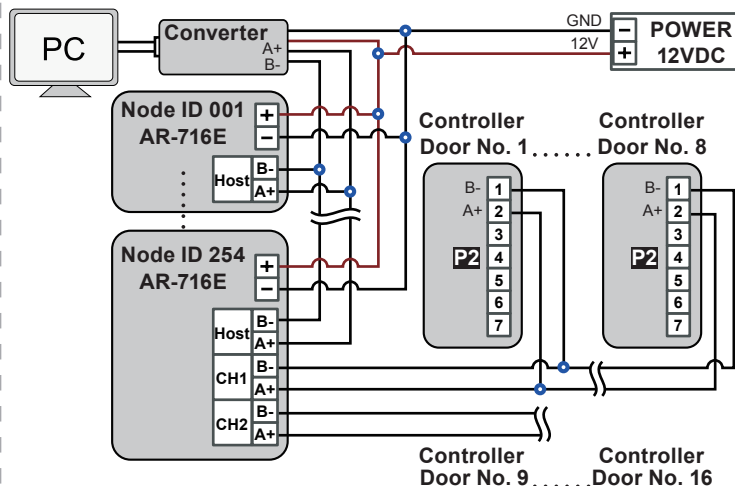 PC
Converter
A+
B-
GND
12V
−
+
POWER
12VDC
Node ID 001
AR-716E
+
−
Host
B-
A+
Node ID 254
AR-716E
+
−
Host
B-
A+
CH1
B-
A+
CH2
B-
A+
Controller
Door No. 1
......
Controller
Door No. 8
B-
A+
P2
1
2
3
4
5
6
7
B-
A+
P2
1
2
3
4
5
6
7
Controller
Door No. 9
......
Controller
Door No. 16